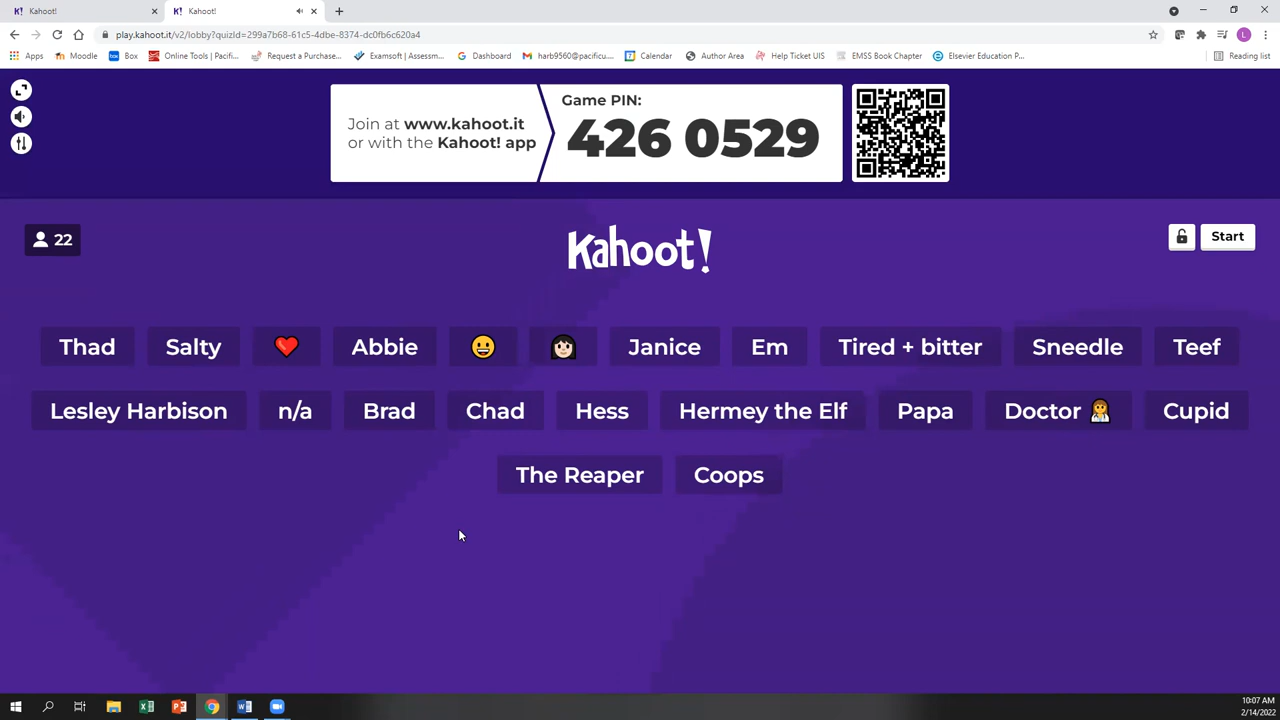 Kahoot!
Kahoot!
play.kahoot.it/v2/lobby?quizId=299a7b68-61c5-4dbe-8374-dc0fb6c620a4
L
Apps Moodle Box Online Tools | Pacifi... Request a Purchase... Examsoft | Assessm... Dashboard harb9560@pacificu... Calendar Author Area Help Ticket UIS EMSS Book Chapter Elsevier Education P... Reading list
Join at www.kahoot.it
or with the Kahoot! app
Game PIN:
426 0529
22
Kahoot!
Start
Thad Salty ❤️ Abbie 😀 👩🏻 Janice Em Tired + bitter Sneedle Teef
Lesley Harbison n/a Brad Chad Hess Hermey the Elf Papa Doctor 👩‍⚕️ Cupid
The Reaper Coops
10:07 AM
2/14/2022